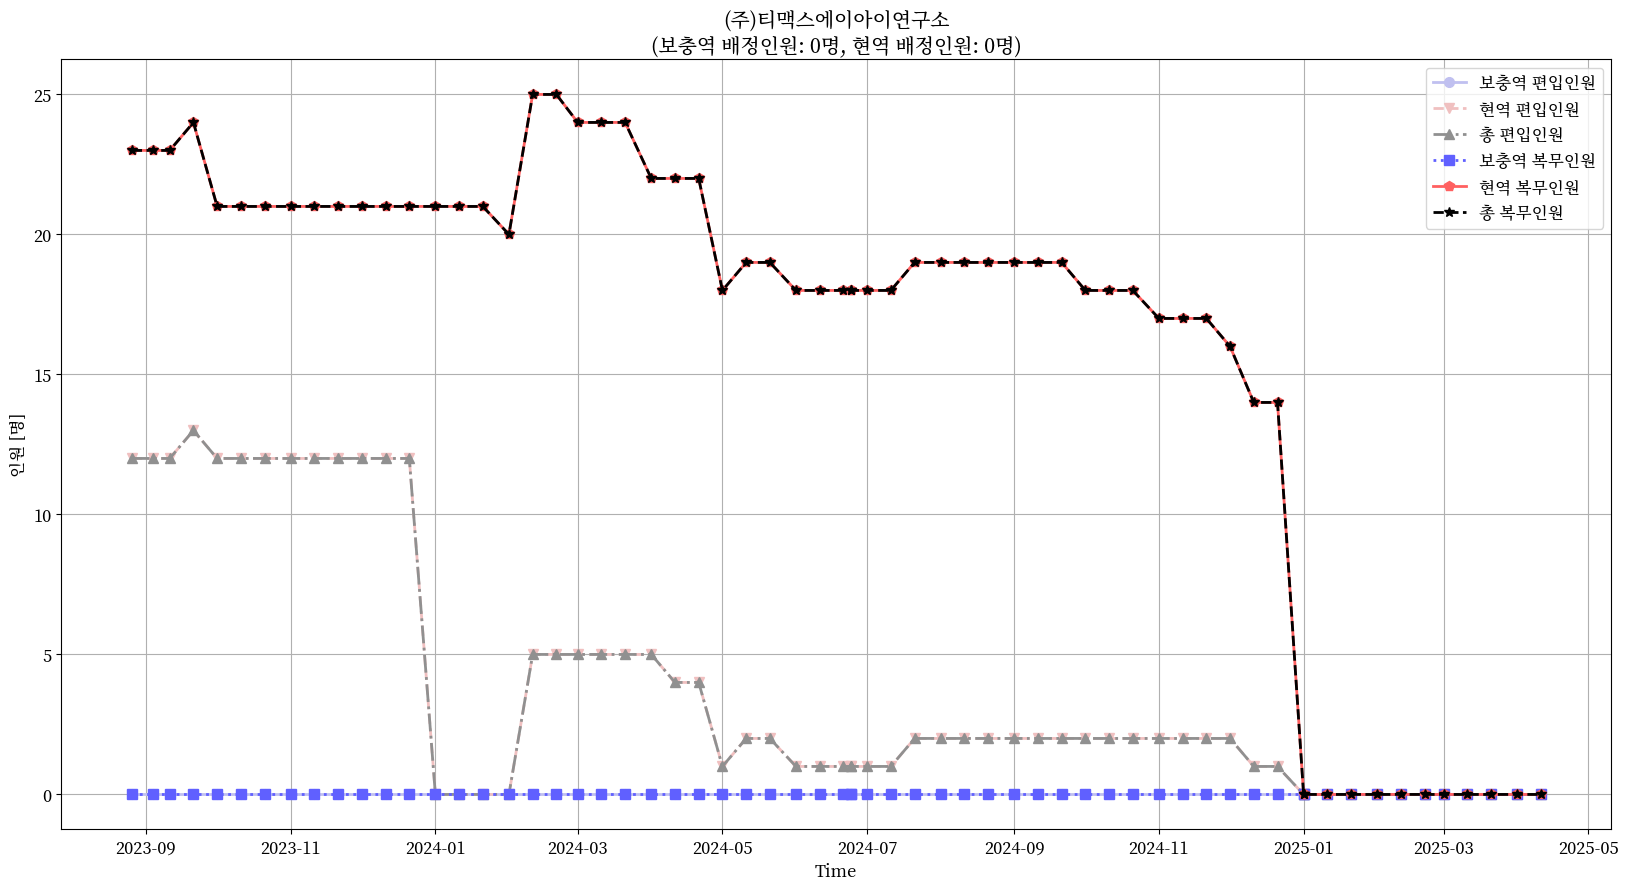 (주)티맥스에이아이연구소
(보충역 배정인원: 0명, 현역 배정인원: 0명)
보충역 편입인원
현역 편입인원
총 편입인원
보충역 복무인원
현역 복무인원
총 복무인원
25
20
15
10
5
0
인원 [명]
2023-09 2023-11 2024-01 2024-03 2024-05 2024-07 2024-09 2024-11 2025-01 2025-03 2025-05
Time